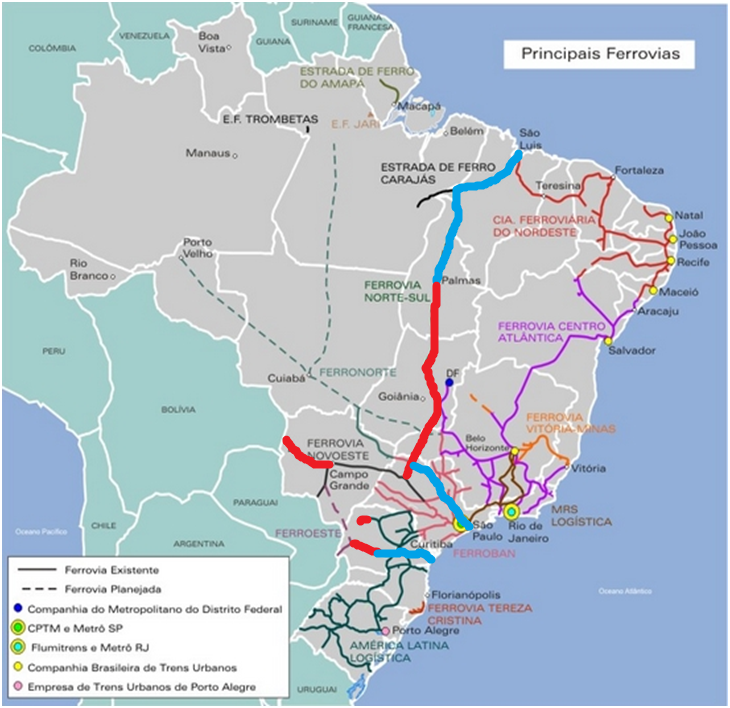 Principais Ferrovias
VENEZUELA
SURINAME
GUIANA
FRANCESA
COLÔMBIA
Boa
Vista
GUIANA
ESTRADA DE FERRO
DO AMAPÁ
Macapá
E.F. TROMBETAS
E.F. JARI
Belém
São
Luis
Manaus
ESTRADA DE FERRO
CARAJÁS
Fortaleza
Teresina
CIA. FERROVIÁRIA
DO NORDESTE
Natal
João
Pessoa
Porto
Velho
Rio
Branco
Recife
FERROVIA
NORTE-SUL
Palmas
Maceió
Aracaju
FERROVIA CENTRO
ATLÂNTICA
PERU
Salvador
Cuiabá
FERRONORTE
DF
Goiânia
BOLÍVIA
FERROVIA
VITÓRIA-MINAS
FERROVIA
NOVOESTE
Belo
Horizonte
Campo
Grande
Vitória
PARAGUAI
MRS
LOGÍSTICA
CHILE
Oceano Pacífico
São
Paulo
Rio de
Janeiro
ARGENTINA
FERROESTE
Curitiba
FERROBAN
Ferrovia Existente
Ferrovia Planejada
Oceano Atlântico
Companhia do Metropolitano do Distrito Federal
Florianópolis
FERROVIA TEREZA
CRISTINA
CPTM e Metrô SP
Porto Alegre
Flumitrens e Metrô RJ
AMÉRICA LATINA
LOGÍSTICA
Companhia Brasileira de Trens Urbanos
Empresa de Trens Urbanos de Porto Alegre
URUGUAI